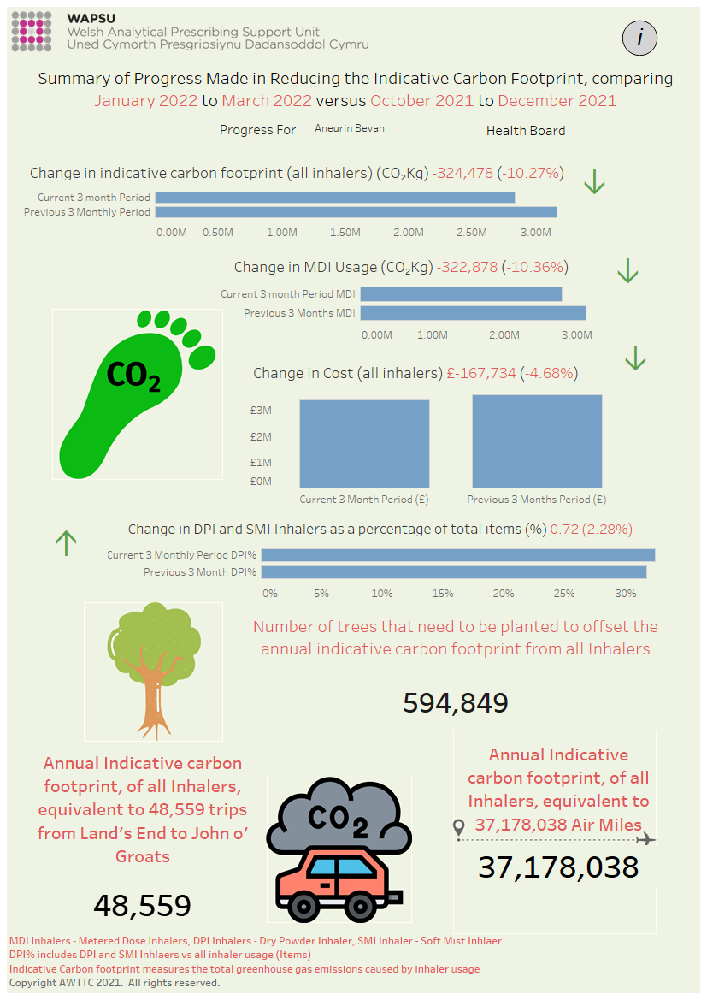 WAPSU
Welsh Analytical Prescribing Support Unit
Uned Cymorth Presgripsiynu Dadansoddol Cymru
i
Summary of Progress Made in Reducing the Indicative Carbon Footprint, comparing
January 2022 to March 2022 versus October 2021 to December 2021
Progress For Aneurin Bevan Health Board
Change in indicative carbon footprint (all inhalers) (CO₂Kg) -324,478 (-10.27%)
Current 3 month Period
Previous 3 Monthly Period
0.00M 0.50M 1.00M 1.50M 2.00M 2.50M 3.00M
Change in MDI Usage (CO₂Kg) -322,878 (-10.36%)
Current 3 month Period MDI
Previous 3 Months MDI
0.00M 1.00M 2.00M 3.00M
CO₂
Change in Cost (all inhalers) £-167,734 (-4.68%)
£3M
£2M
£1M
£0M
Current 3 Month Period (£) Previous 3 Months Period (£)
Change in DPI and SMI Inhalers as a percentage of total items (%) 0.72 (2.28%)
Current 3 Monthly Period DPI%
Previous 3 Month DPI%
0% 5% 10% 15% 20% 25% 30%
Number of trees that need to be planted to offset the
annual indicative carbon footprint from all Inhalers
594,849
Annual Indicative carbon
footprint, of all Inhalers,
equivalent to 48,559 trips
from Land's End to John o'
Groats
48,559
CO₂
Annual Indicative
carbon footprint, of all
Inhalers, equivalent to
37,178,038 Air Miles
37,178,038
MDI Inhalers - Metered Dose Inhalers, DPI Inhalers - Dry Powder Inhaler, SMI Inhaler - Soft Mist Inhlaer
DPI% includes DPI and SMI Inhlaers vs all inhaler usage (Items)
Indicative Carbon footprint measures the total greenhouse gas emissions caused by inhaler usage
Copyright AWTTC 2021. All rights reserved.